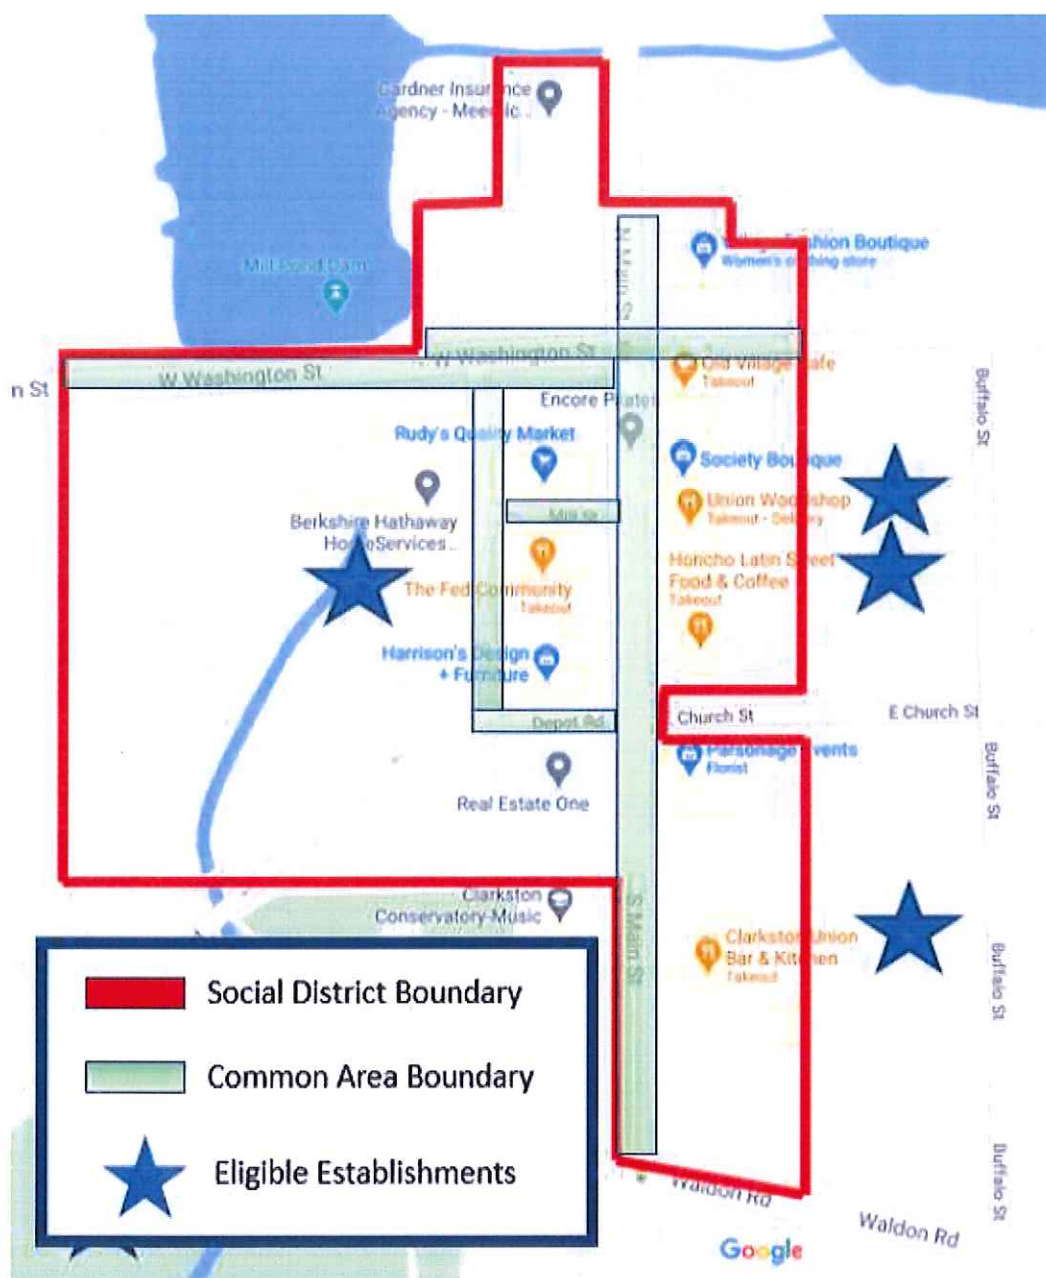 Gardner Insurance
Agency - Meemic..
N Main St
Village Fashion Boutique
Women's clothing store
Mill Pond Dam
W Washington St
W Washington St
n St
Old Village Cafe
Takeout
Encore Pilates
Buffalo St
Rudy's Quality Market
Society Boutique
Union Woodshop
Takeout - Delivery
Mill St
Berkshire Hathaway
HomeServices..
Honcho Latin Street
Food & Coffee
Takeout
The Fed Community
Takeout
Harrison's Design
+ Furniture
Depot Rd
Church St
E Church St
Parsonage Events
Florist
Buffalo St
Real Estate One
Clarkston
Conservatory-Music
S Main St
Clarkston Union
Bar & Kitchen
Takeout
Buffalo St
Social District Boundary
Common Area Boundary
Eligible Establishments
Buffalo St
Waldon Rd
Waldon Rd
Google